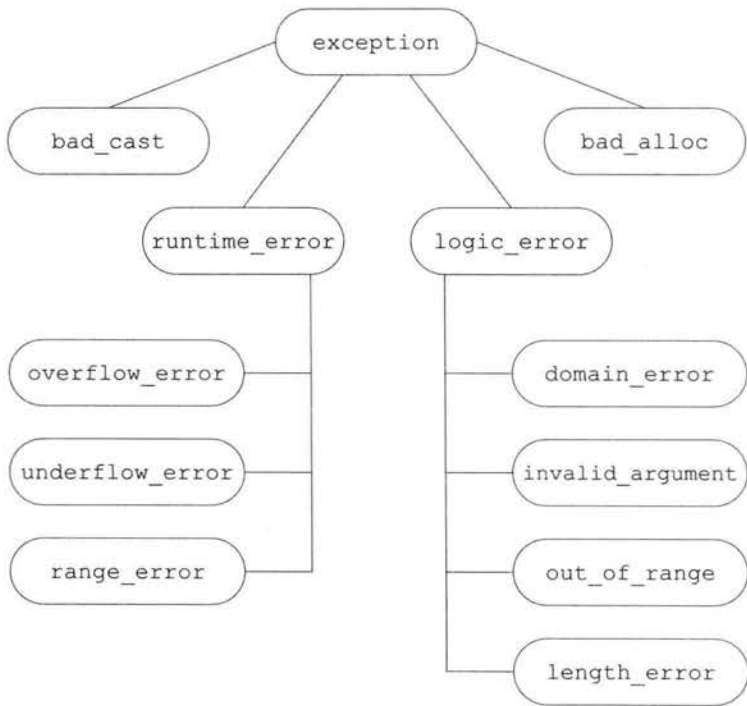 exception
bad_cast
bad_alloc
runtime_error
logic_error
overflow_error
domain_error
underflow_error
invalid_argument
range_error
out_of_range
length_error